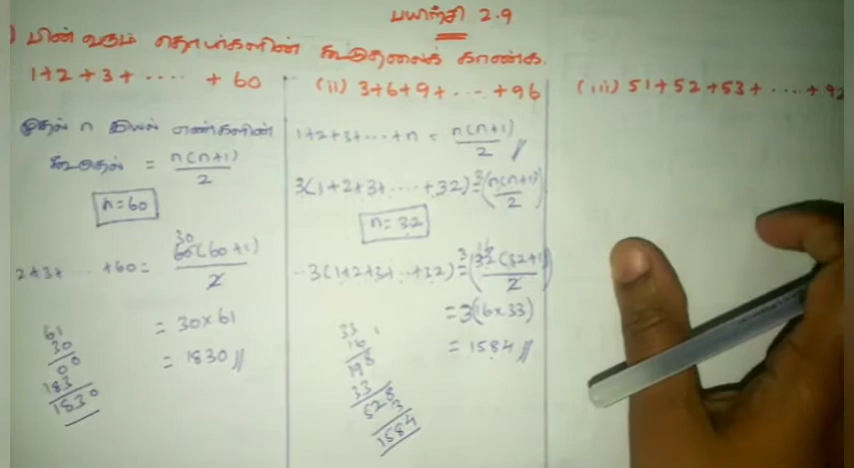 பயிற்சி 2.9
) பின் வரும் தொடர்களின் கூடுதலைக் காண்க.
1+2+3+ ..... + 60
முதல் n இயல் எண்களின்
கூடுதல் = n(n+1)/2
n=60
2+3+ ... +60 = 60(60+1)/2
30
= 30×61
= 1830 //
61
30
00
183
1830
(ii) 3+6+9+ ... +96
1+2+3+...+n = n(n+1)/2 //
3(1+2+3+ .... +32) = 3(n(n+1)/2)
n=32
3(1+2+3+...+32) = 3(32(32+1)/2)
16
= 3(16×33)
= 1584 //
33
16
198
33
528
3
1584
(iii) 51+52+53+ .... +92